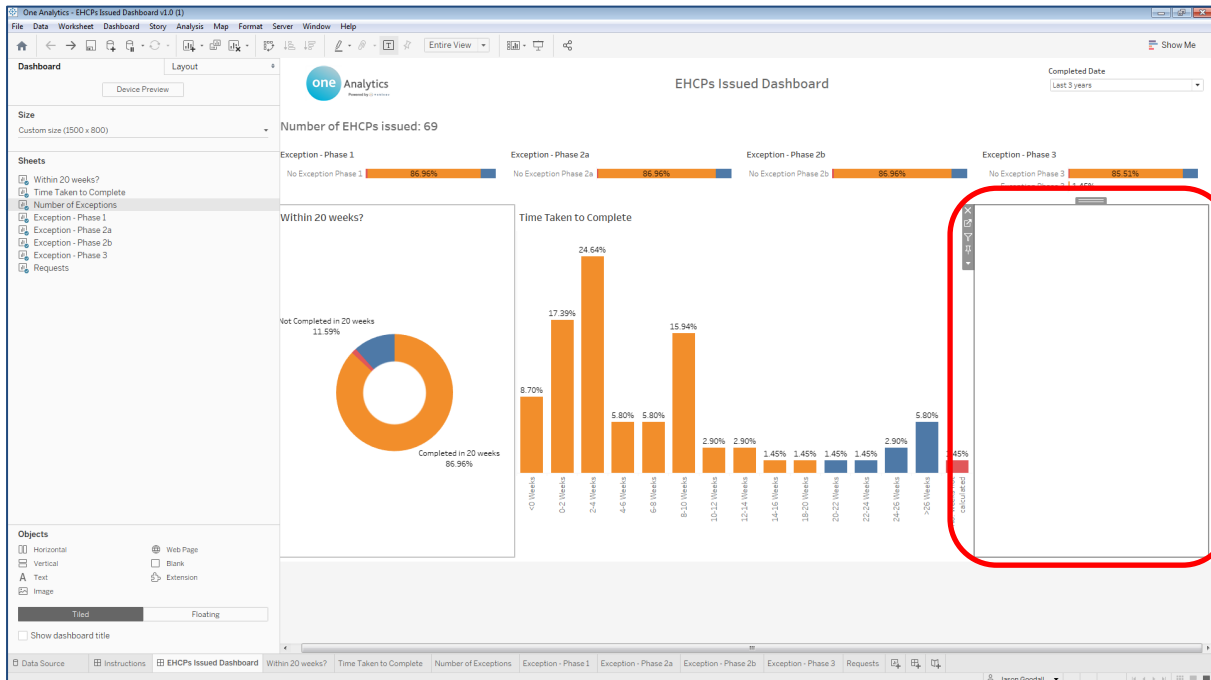 One Analytics - EHCPs Issued Dashboard v1.0 (1)
File Data Worksheet Dashboard Story Analysis Map Format Server Window Help
Entire View
Show Me
Dashboard Layout
Device Preview
Size
Custom size (1500 x 800)
Sheets
Within 20 weeks?
Time Taken to Complete
Number of Exceptions
Exception - Phase 1
Exception - Phase 2a
Exception - Phase 2b
Exception - Phase 3
Requests
Objects
Horizontal Web Page
Vertical Blank
A Text Extension
Image
Tiled Floating
Show dashboard title
one Analytics
EHCPs Issued Dashboard
Completed Date
Last 3 years
Number of EHCPs issued: 69
Exception - Phase 1 Exception - Phase 2a Exception - Phase 2b Exception - Phase 3
No Exception Phase 1 86.96% No Exception Phase 2a 86.96% No Exception Phase 2b 86.96% No Exception Phase 3 85.51%
1.45%
Within 20 weeks?
Not Completed in 20 weeks
11.59%
Completed in 20 weeks
86.96%
Time Taken to Complete
8.70%
17.39%
24.64%
5.80%
5.80%
15.94%
2.90%
2.90%
1.45%
1.45%
1.45%
1.45%
2.90%
5.80%
<0 Weeks
0-2 Weeks
2-4 Weeks
4-6 Weeks
6-8 Weeks
8-10 Weeks
10-12 Weeks
12-14 Weeks
14-16 Weeks
18-20 Weeks
20-22 Weeks
22-24 Weeks
24-26 Weeks
>26 Weeks
calculated
Data Source Instructions EHCPs Issued Dashboard Within 20 weeks? Time Taken to Complete Number of Exceptions Exception - Phase 1 Exception - Phase 2a Exception - Phase 2b Exception - Phase 3 Requests
Jason Goodall